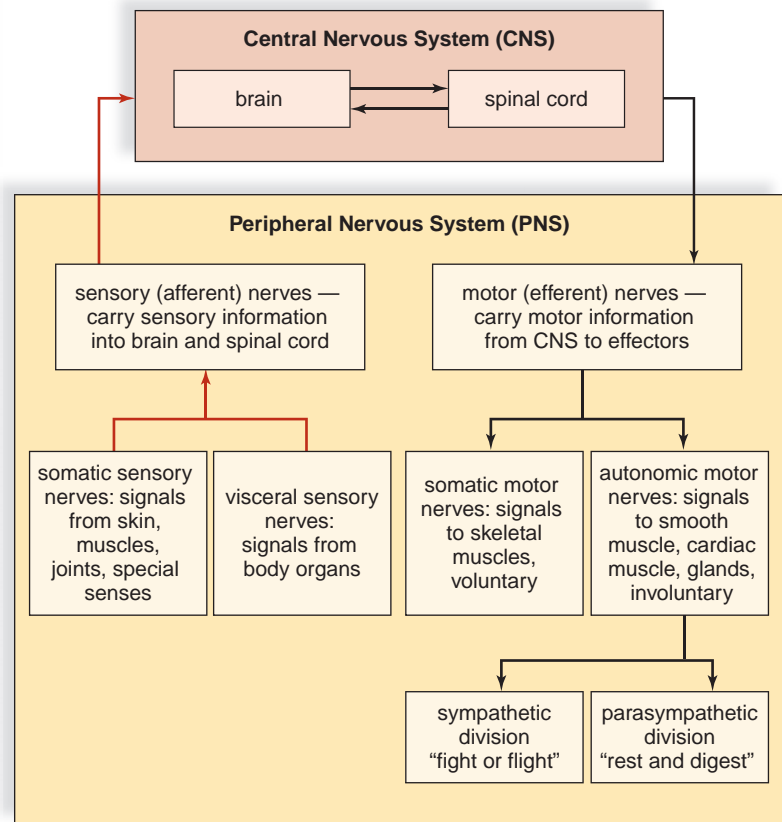 Central Nervous System (CNS)
brain
spinal cord
Peripheral Nervous System (PNS)
sensory (afferent) nerves —
carry sensory information
into brain and spinal cord
motor (efferent) nerves —
carry motor information
from CNS to effectors
somatic sensory
nerves: signals
from skin,
muscles,
joints, special
senses
visceral sensory
nerves:
signals from
body organs
somatic motor
nerves: signals
to skeletal
muscles,
voluntary
autonomic motor
nerves: signals
to smooth
muscle, cardiac
muscle, glands,
involuntary
sympathetic
division
“fight or flight”
parasympathetic
division
“rest and digest”